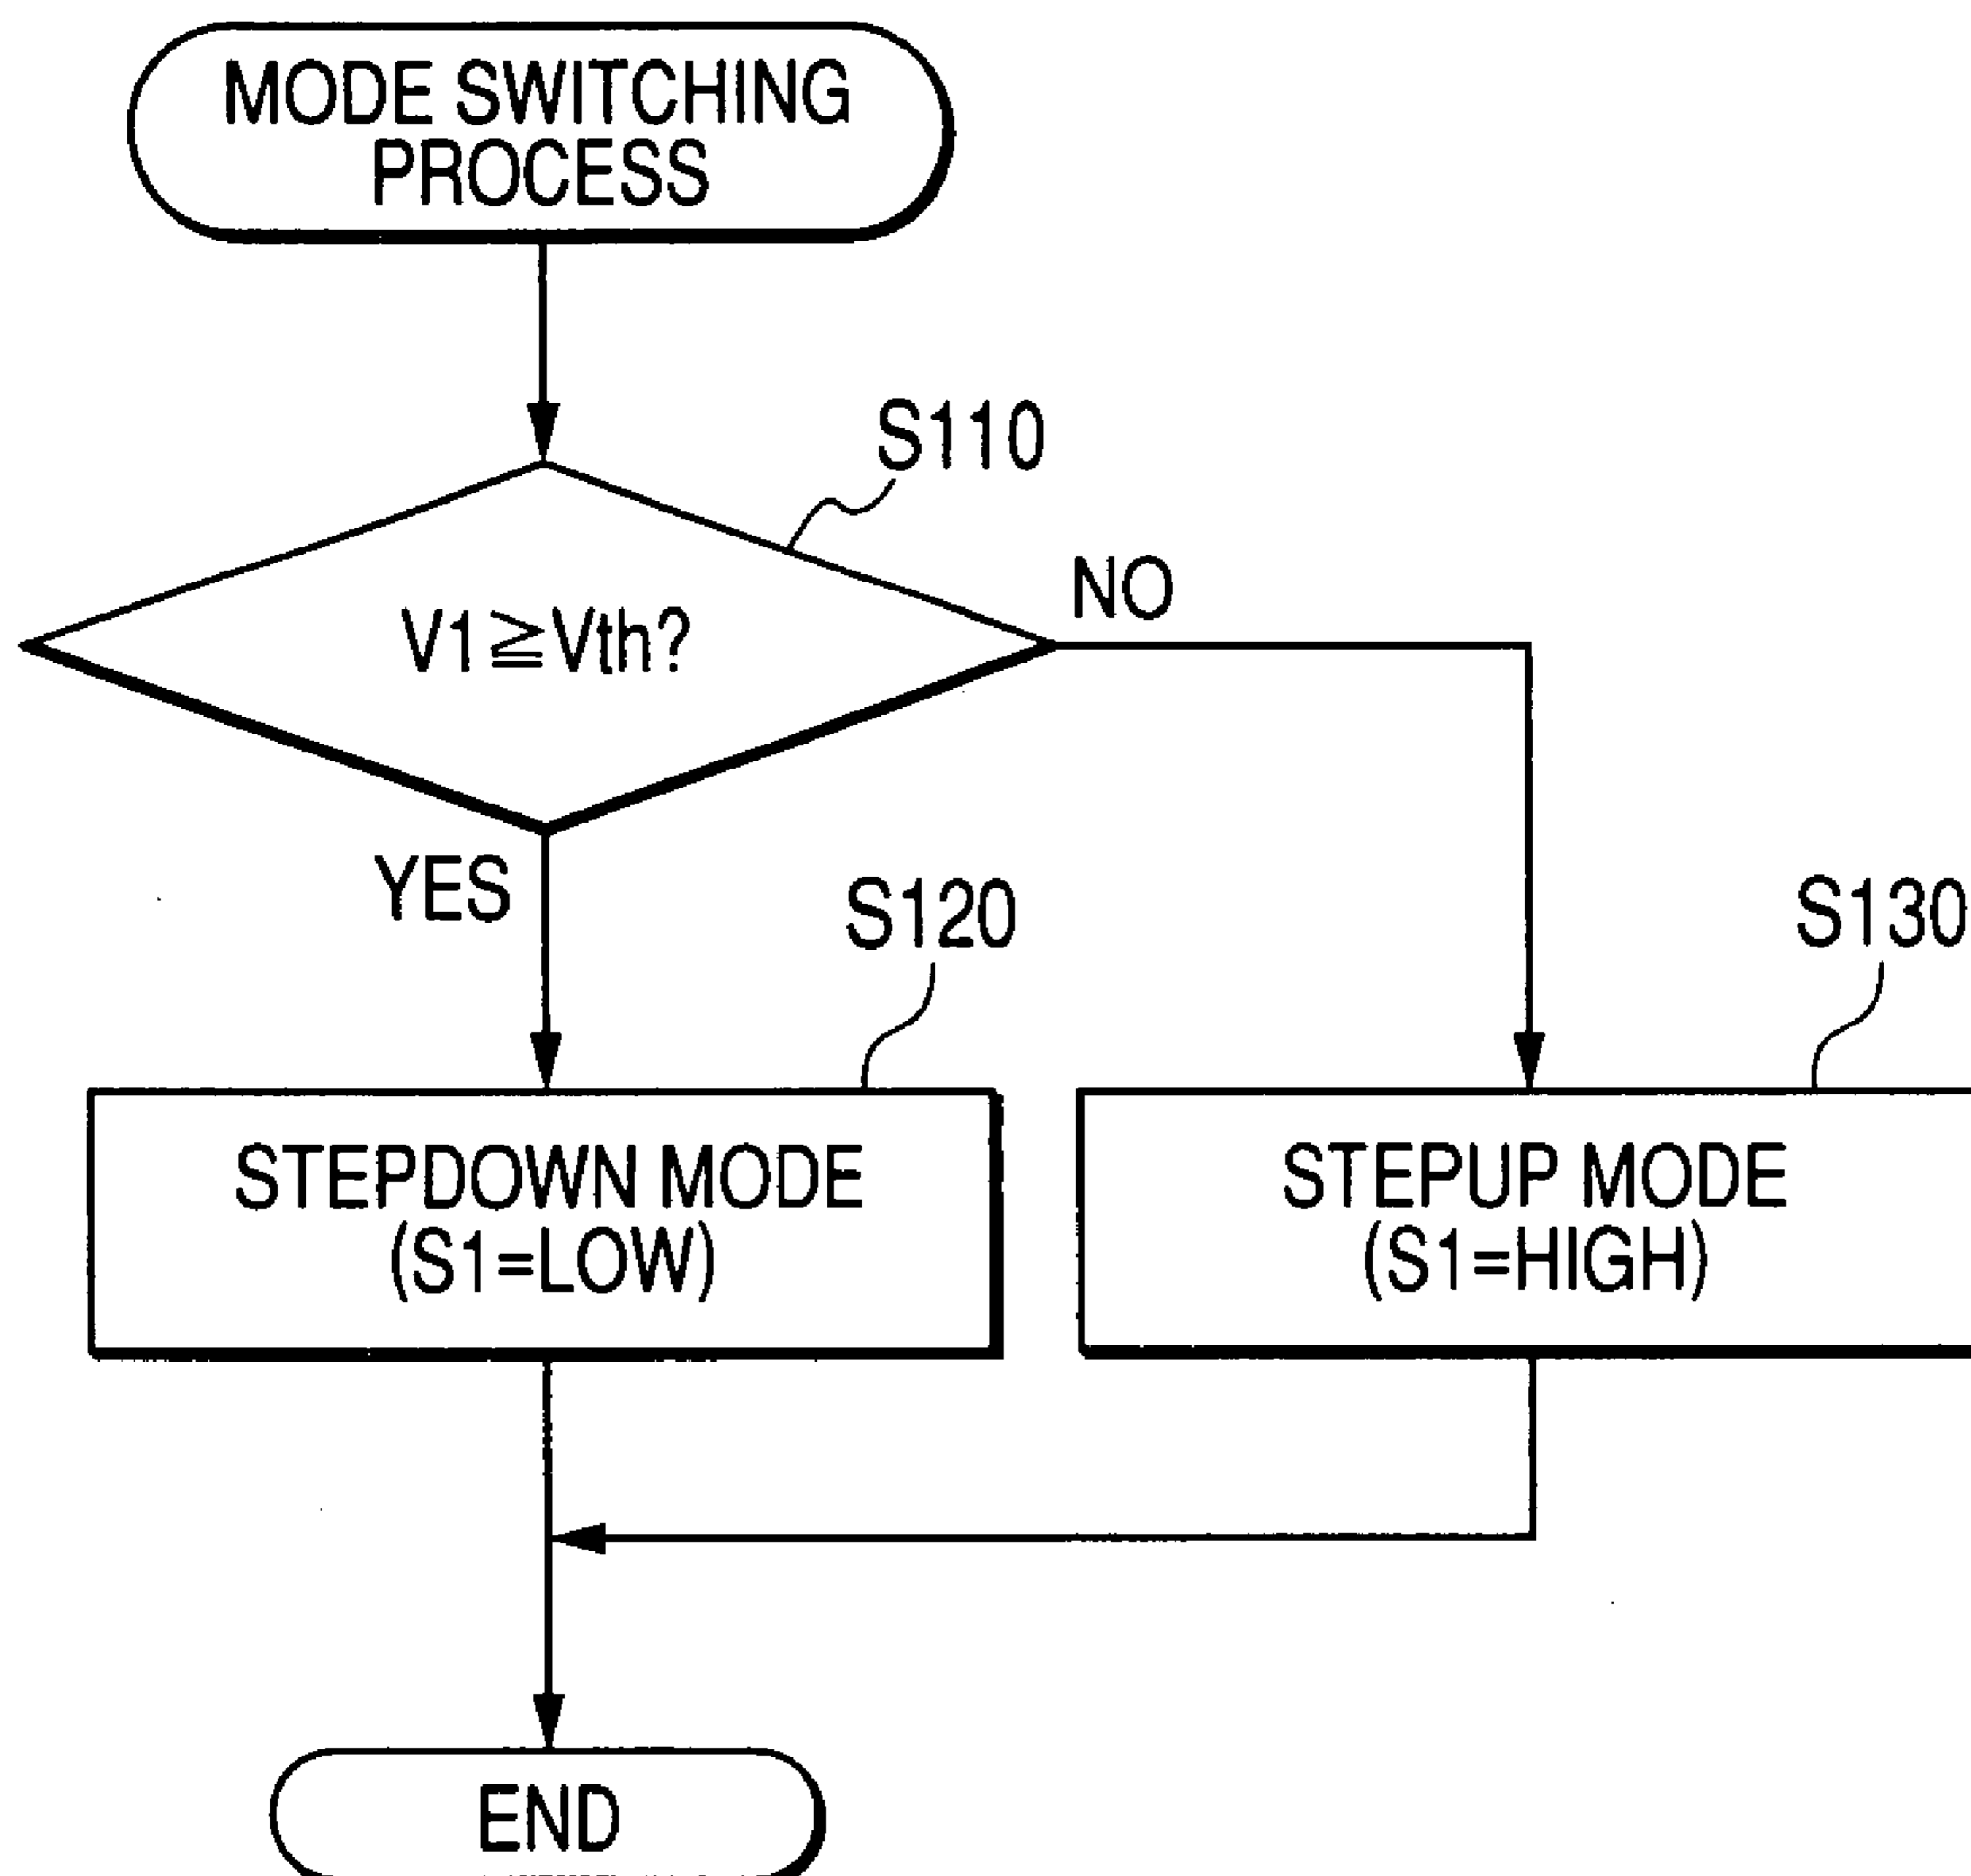 MODE SWITCHING
PROCESS
S110
V1≧Vth?
NO
YES
S120
S130
STEPDOWN MODE
(S1=LOW)
STEPUP MODE
(S1=HIGH)
END